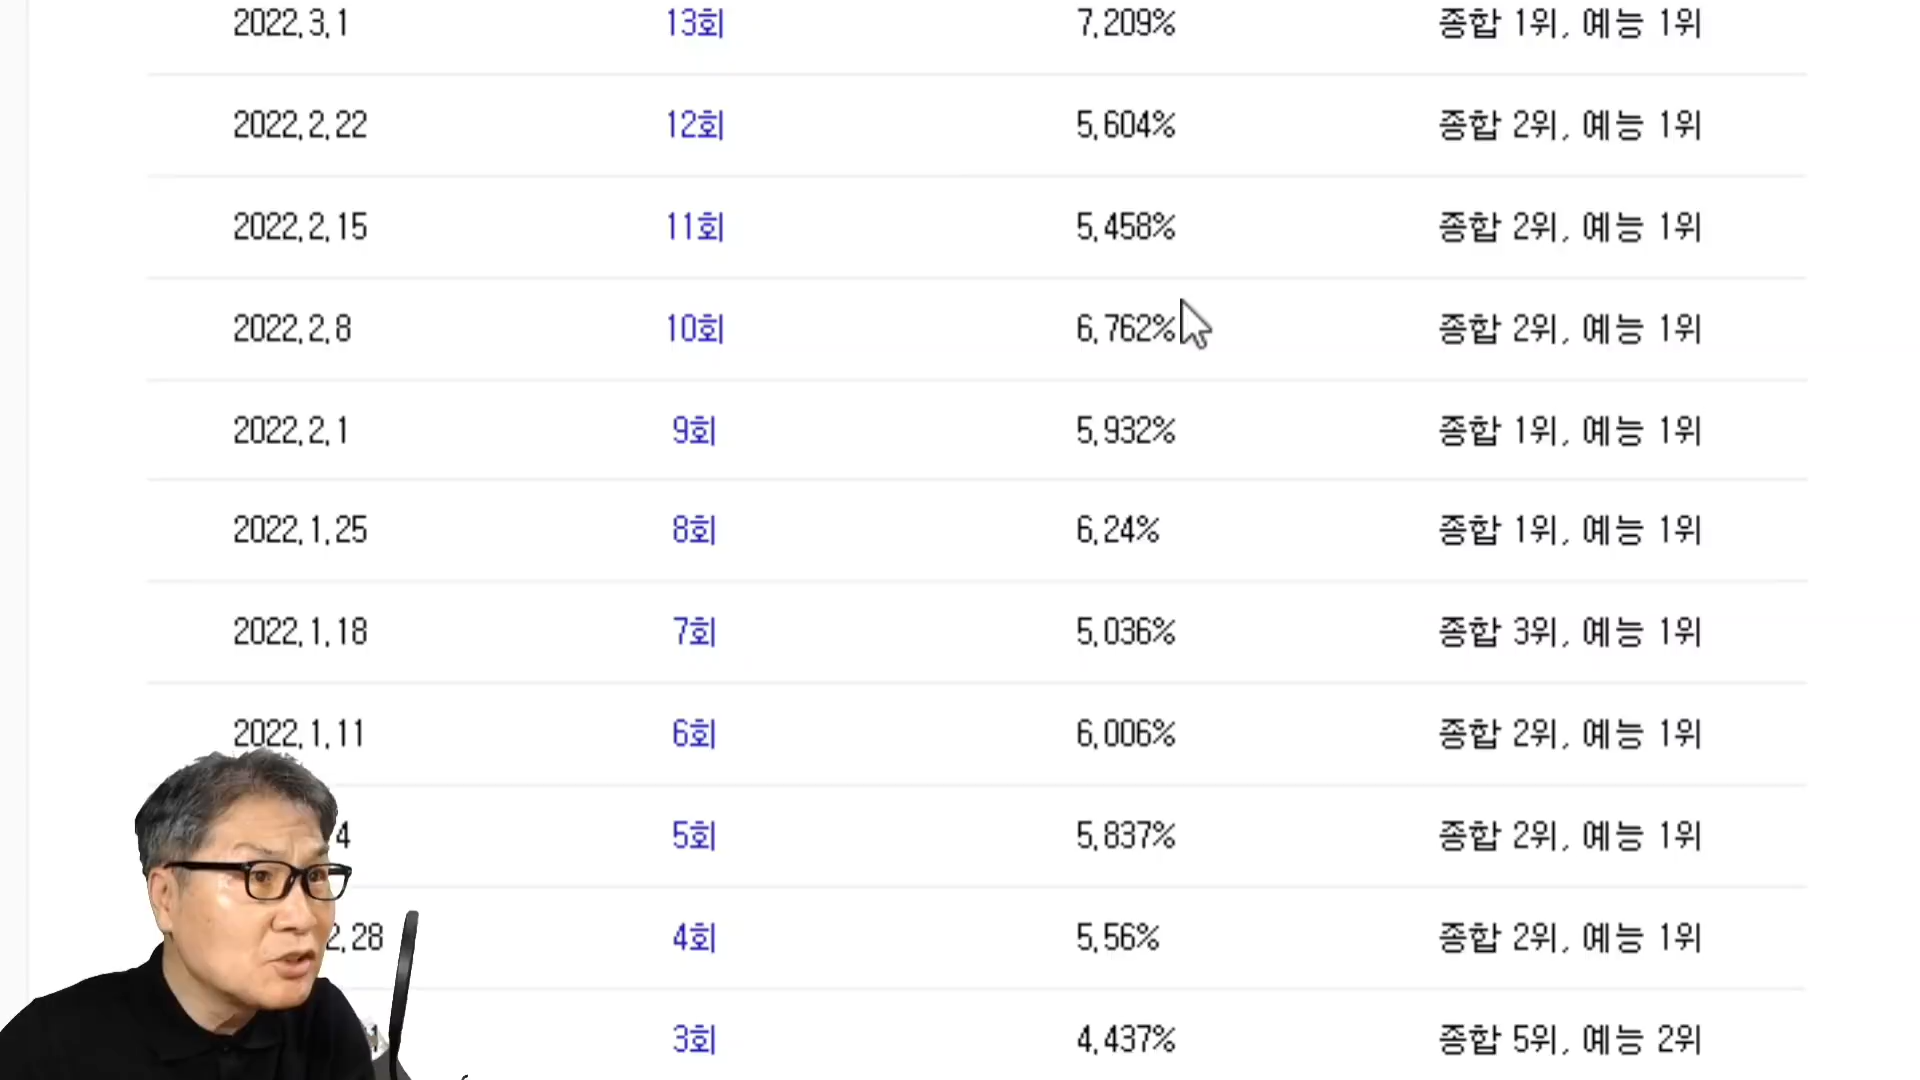 2022.3.1 13회 7.209% 종합 1위, 예능 1위
2022.2.22 12회 5.604% 종합 2위, 예능 1위
2022.2.15 11회 5.458% 종합 2위, 예능 1위
2022.2.8 10회 6.762% 종합 2위, 예능 1위
2022.2.1 9회 5.932% 종합 1위, 예능 1위
2022.1.25 8회 6.24% 종합 1위, 예능 1위
2022.1.18 7회 5.036% 종합 3위, 예능 1위
2022.1.11 6회 6.006% 종합 2위, 예능 1위
4 5회 5.837% 종합 2위, 예능 1위
2.28 4회 5.56% 종합 2위, 예능 1위
3회 4.437% 종합 5위, 예능 2위